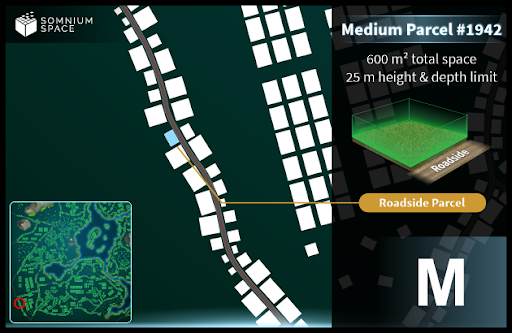 SOMNIUM
SPACE
Medium Parcel #1942
600 m² total space
25 m height & depth limit
Roadside
Roadside Parcel
M